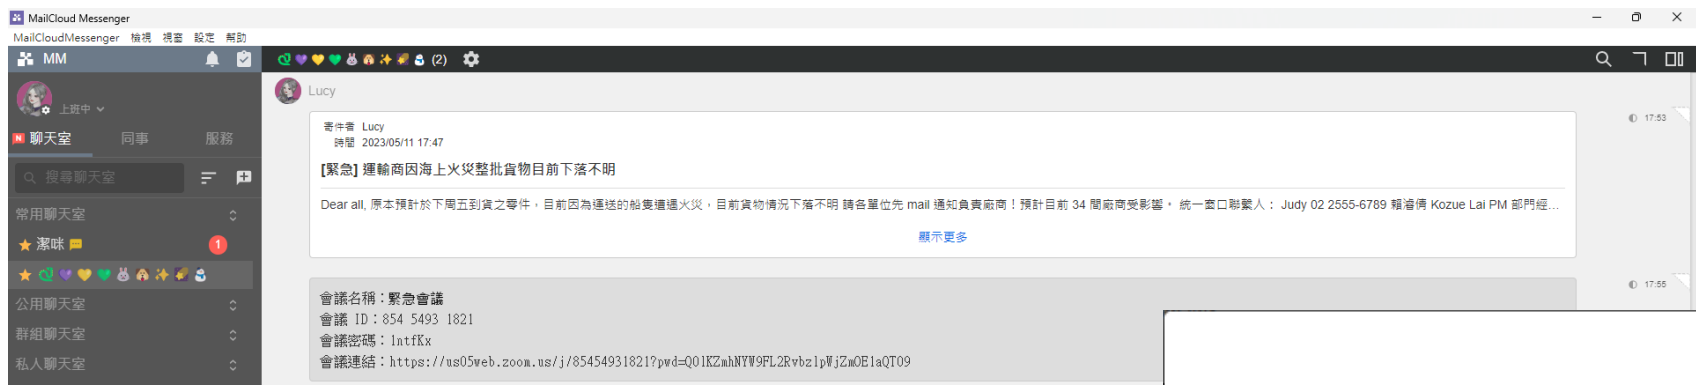 MailCloud Messenger
MailCloudMessenger 檢視 視窗 設定 幫助
MM
(2)
上班中
N 聊天室 同事 服務
搜尋聊天室
常用聊天室
潔咪
1
公用聊天室
群組聊天室
私人聊天室
Lucy
寄件者 Lucy
時間 2023/05/11 17:47
17:53
[緊急] 運輸商因海上火災整批貨物目前下落不明
Dear all, 原本預計於下周五到貨之零件，目前因為運送的船隻遭遇火災，目前貨物情況下落不明 請各單位先 mail 通知負責廠商！預計目前 34 間廠商受影響。 統一窗口聯繫人： Judy 02 2555-6789 賴濬倩 Kozue Lai PM 部門經...
顯示更多
17:55
會議名稱：緊急會議
會議 ID：854 5493 1821
會議密碼：1ntfKx
會議連結：https://us05web.zoom.us/j/85454931821?pwd=Q01KZmhNYW9FL2RvbzlpWjZmOE1aQT09